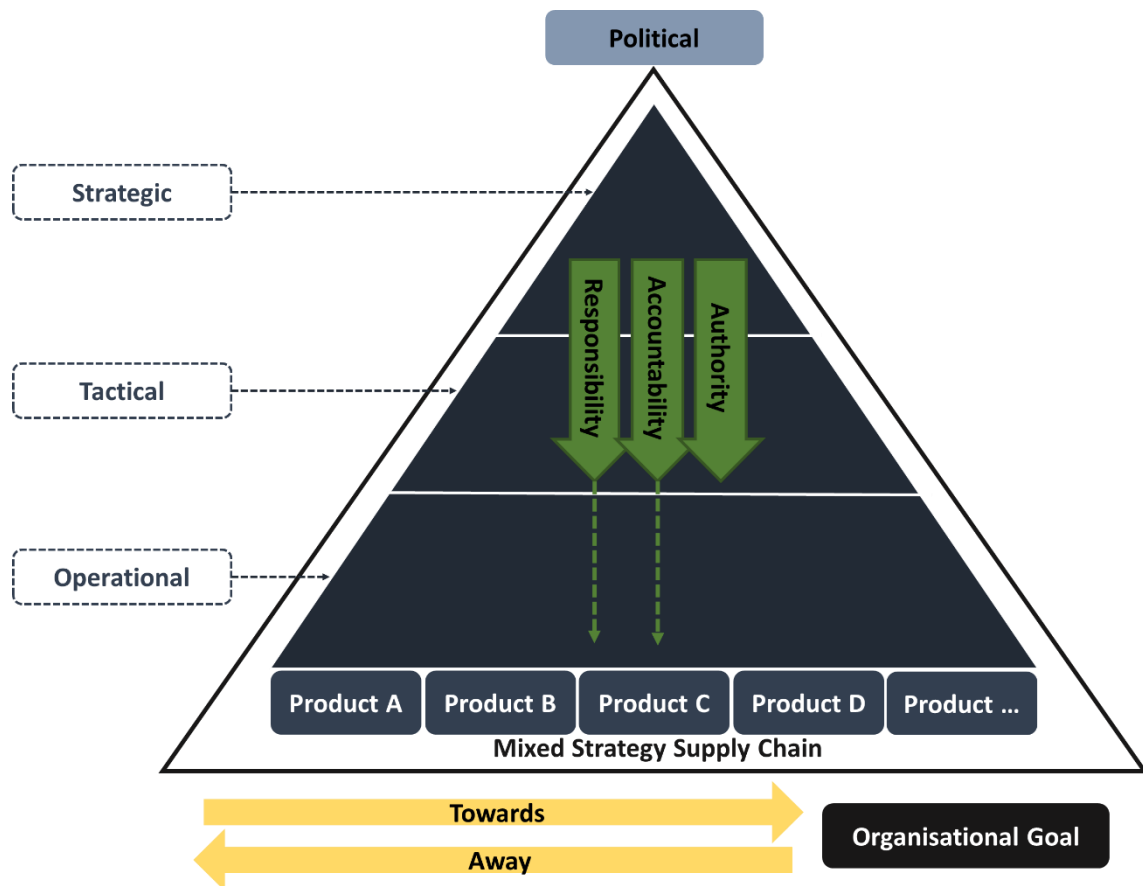 Political
Strategic
Responsibility
Accountability
Authority
Tactical
Operational
Product A
Product B
Product C
Product D
Product ...
Mixed Strategy Supply Chain
Towards
Organisational Goal
Away